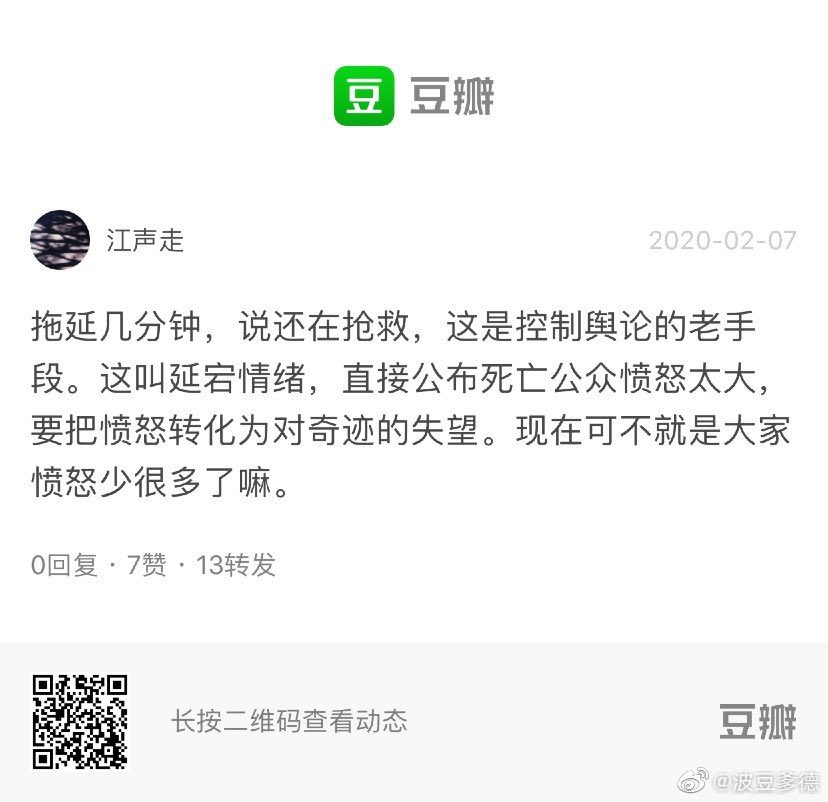 豆 豆瓣
江声走 2020-02-07
拖延几分钟，说还在抢救，这是控制舆论的老手
段。这叫延宕情绪，直接公布死亡公众愤怒太大，
要把愤怒转化为对奇迹的失望。现在可不就是大家
愤怒少很多了嘛。
0回复 · 7赞 · 13转发
长按二维码查看动态 豆瓣
@波豆爹德